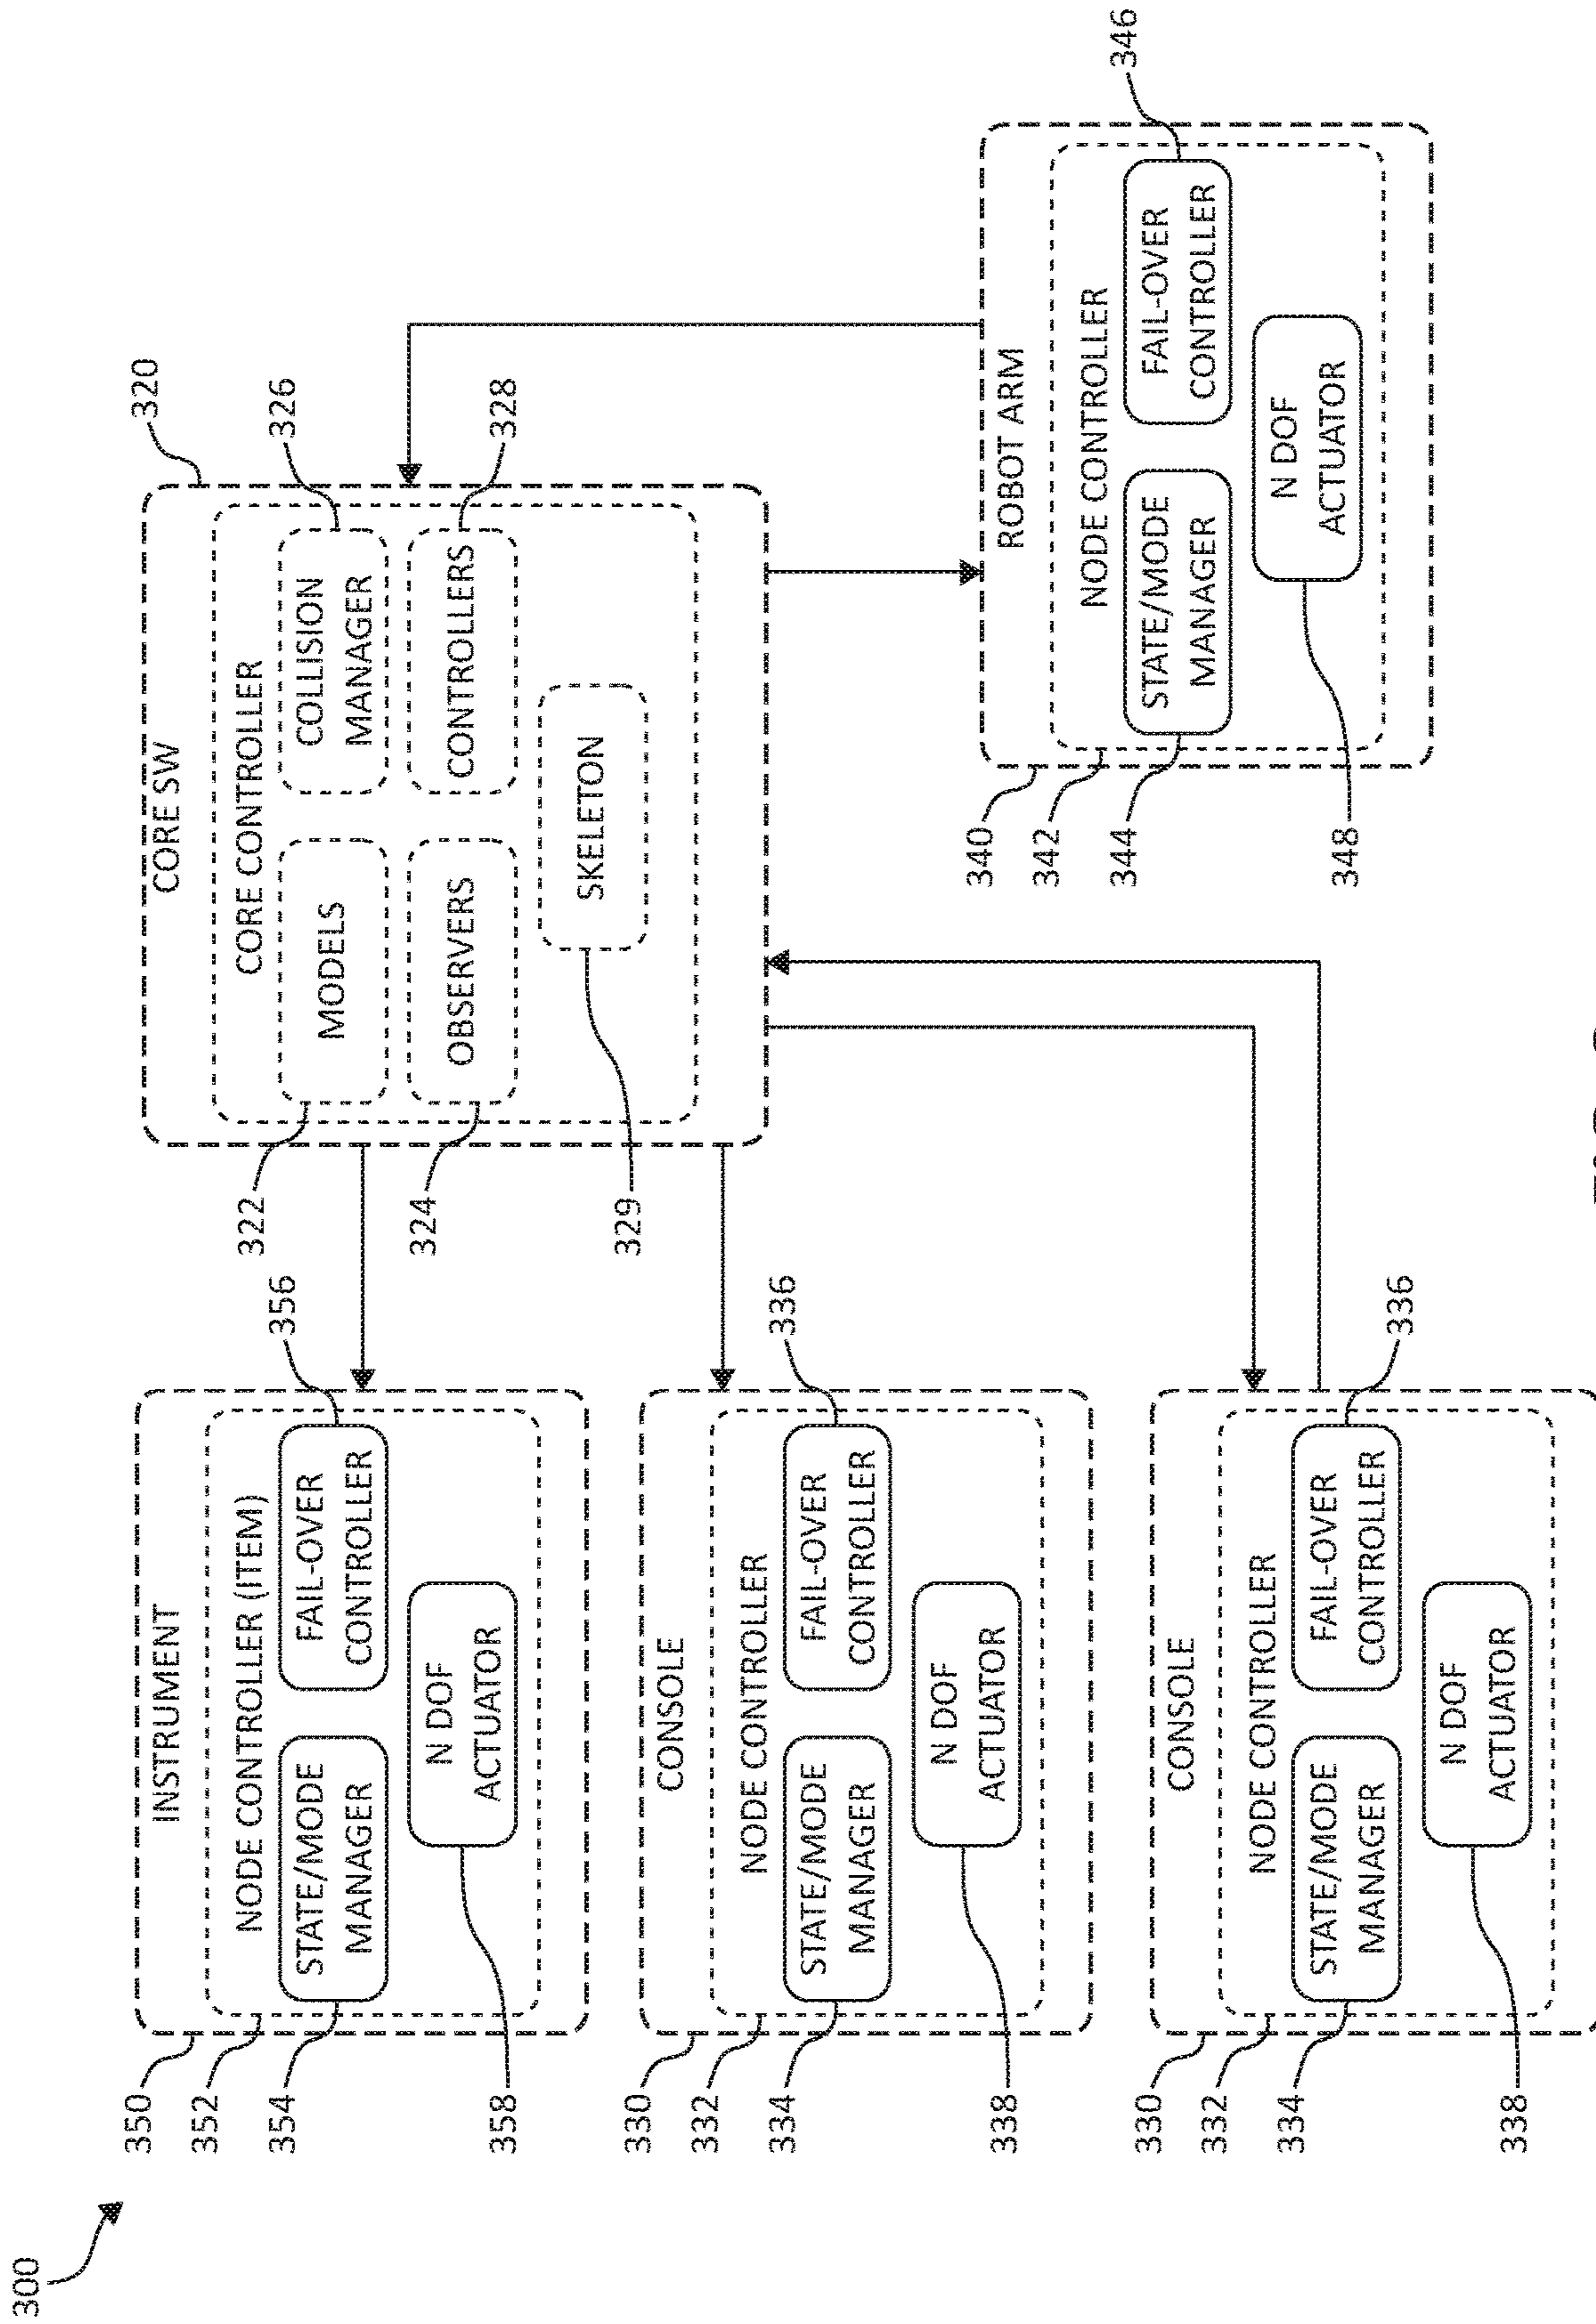 300
INSTRUMENT
NODE CONTROLLER (ITEM)
STATE/MODE
MANAGER
FAIL-OVER
CONTROLLER
N DOF
ACTUATOR
350
352
354
358
356
CONSOLE
NODE CONTROLLER
STATE/MODE
MANAGER
FAIL-OVER
CONTROLLER
N DOF
ACTUATOR
330
332
334
338
336
CONSOLE
NODE CONTROLLER
STATE/MODE
MANAGER
FAIL-OVER
CONTROLLER
N DOF
ACTUATOR
330
332
334
338
336
CORE SW
CORE CONTROLLER
MODELS
COLLISION
MANAGER
OBSERVERS
CONTROLLERS
SKELETON
322
324
329
320
326
328
ROBOT ARM
NODE CONTROLLER
STATE/MODE
MANAGER
FAIL-OVER
CONTROLLER
N DOF
ACTUATOR
340
342
344
348
346